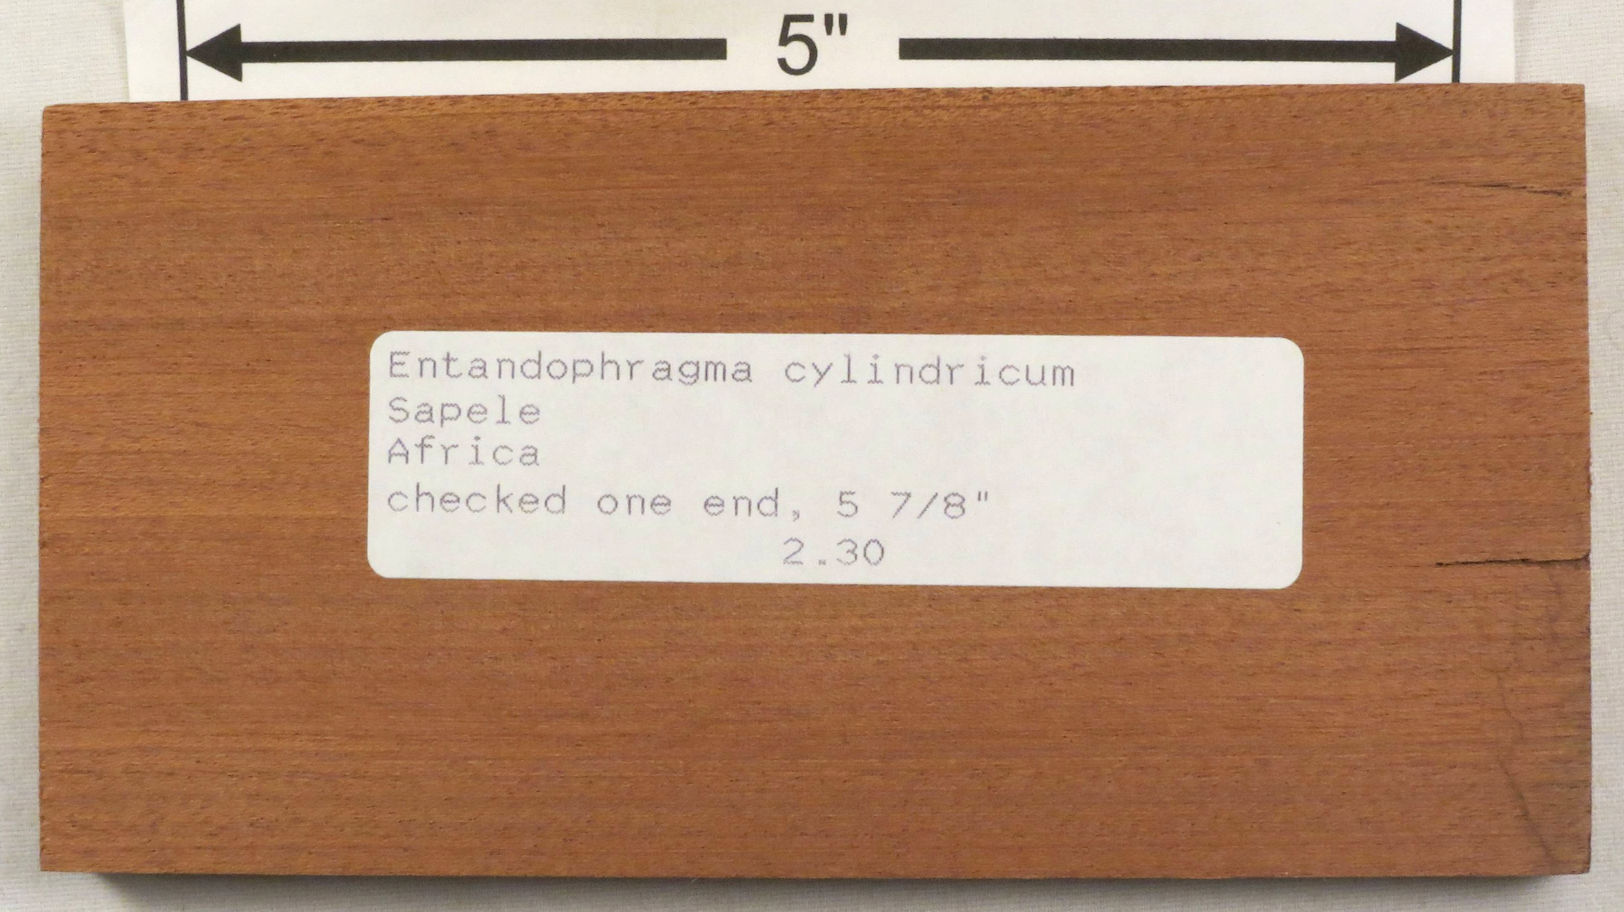 5"
Entandophragma cylindricum
Sapele
Africa
checked one end, 5 7/8"
2.30